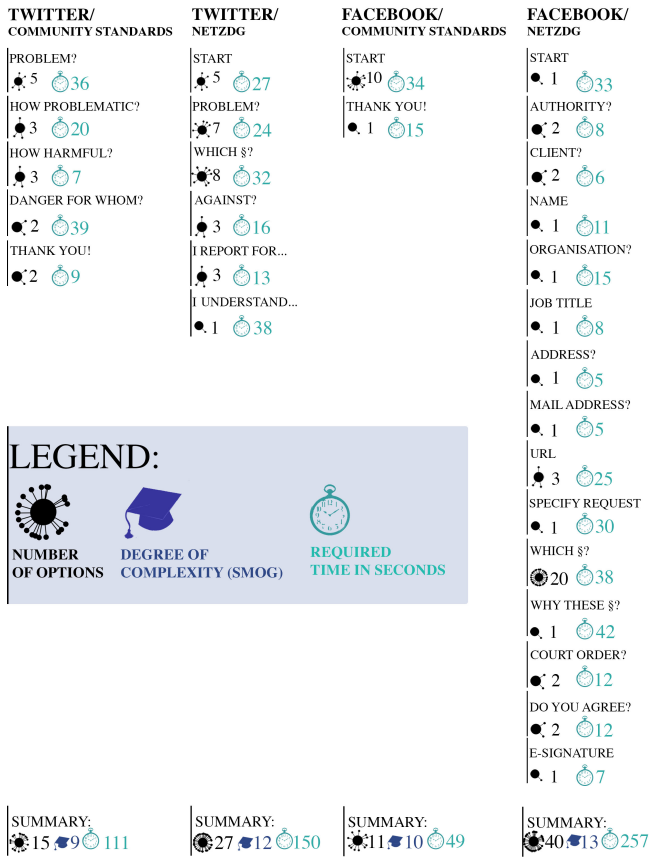 TWITTER/
COMMUNITY STANDARDS
PROBLEM?
5 36
HOW PROBLEMATIC?
3 20
HOW HARMFUL?
3 7
DANGER FOR WHOM?
2 39
THANK YOU!
2 9
TWITTER/
NETZDG
START
5 27
PROBLEM?
7 24
WHICH §?
8 32
AGAINST?
3 16
I REPORT FOR...
3 13
I UNDERSTAND...
1 38
FACEBOOK/
COMMUNITY STANDARDS
START
10 34
THANK YOU!
1 15
FACEBOOK/
NETZDG
START
1 33
AUTHORITY?
2 8
CLIENT?
2 6
NAME
1 11
ORGANISATION?
1 15
JOB TITLE
1 8
ADDRESS?
1 5
MAIL ADDRESS?
1 5
URL
3 25
SPECIFY REQUEST
1 30
WHICH §?
20 38
WHY THESE §?
1 42
COURT ORDER?
2 12
DO YOU AGREE?
2 12
E-SIGNATURE
1 7
LEGEND:
NUMBER
OF OPTIONS
DEGREE OF
COMPLEXITY (SMOG)
REQUIRED
TIME IN SECONDS
SUMMARY:
15 9 111
SUMMARY:
27 12 150
SUMMARY:
11 10 49
SUMMARY:
40 13 257